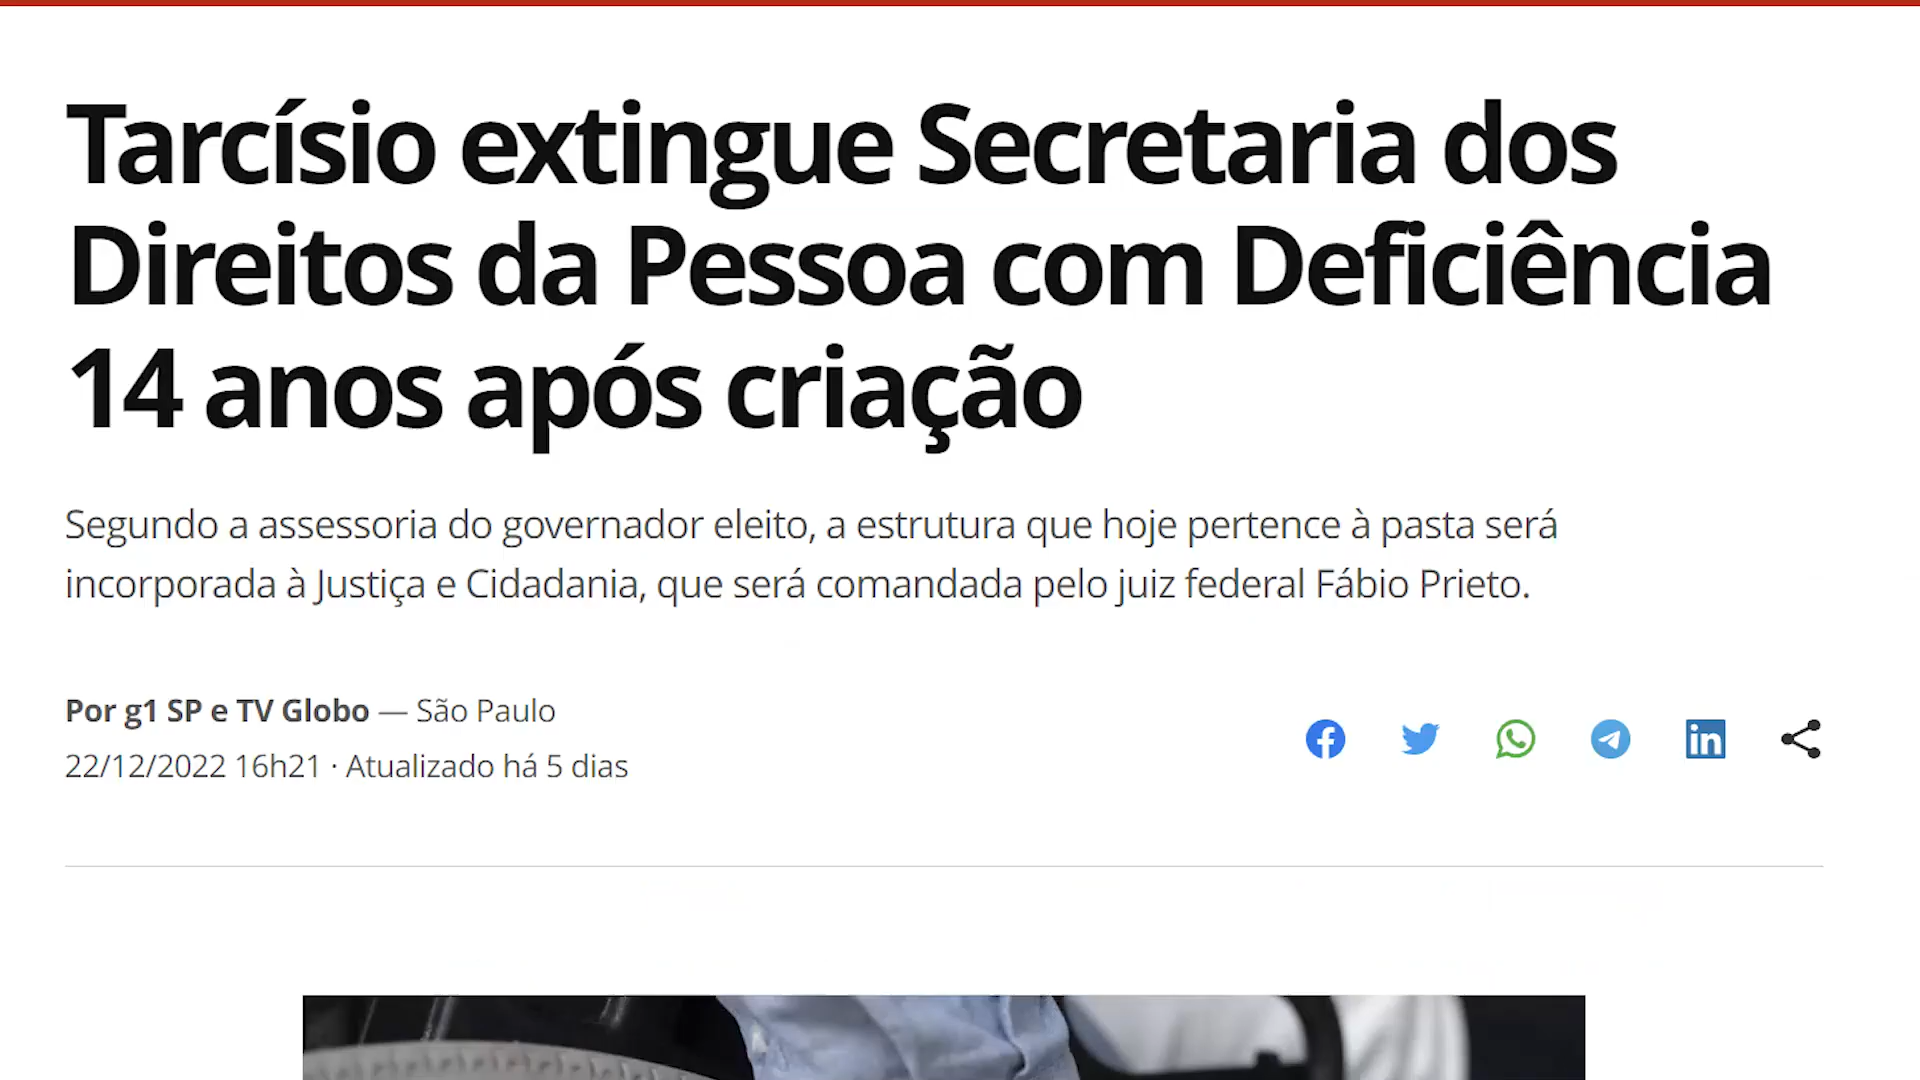 Tarcísio extingue Secretaria dos
Direitos da Pessoa com Deficiência
14 anos após criação
Segundo a assessoria do governador eleito, a estrutura que hoje pertence à pasta será
incorporada à Justiça e Cidadania, que será comandada pelo juiz federal Fábio Prieto.
Por g1 SP e TV Globo — São Paulo
22/12/2022 16h21 · Atualizado há 5 dias